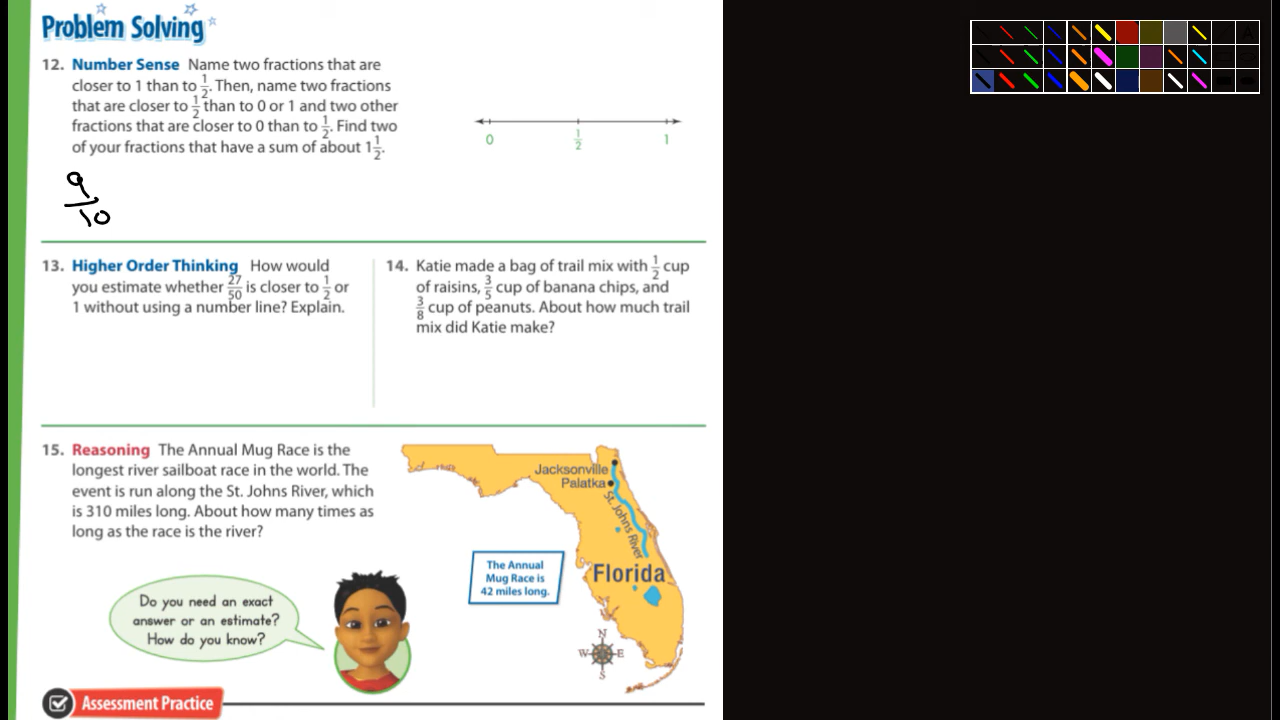 Problem Solving
12. Number Sense Name two fractions that are
closer to 1 than to 1/2. Then, name two fractions
that are closer to 1/2 than to 0 or 1 and two other
fractions that are closer to 0 than to 1/2. Find two
of your fractions that have a sum of about 1 1/2.
0 1/2 1
9/10
13. Higher Order Thinking How would
you estimate whether 27/50 is closer to 1/2 or
1 without using a number line? Explain.
14. Katie made a bag of trail mix with 1/2 cup
of raisins, 3/5 cup of banana chips, and
3/8 cup of peanuts. About how much trail
mix did Katie make?
15. Reasoning The Annual Mug Race is the
longest river sailboat race in the world. The
event is run along the St. Johns River, which
is 310 miles long. About how many times as
long as the race is the river?
Jacksonville
Palatka
St. Johns River
Florida
The Annual
Mug Race is
42 miles long.
N
W E
S
Do you need an exact
answer or an estimate?
How do you know?
Assessment Practice